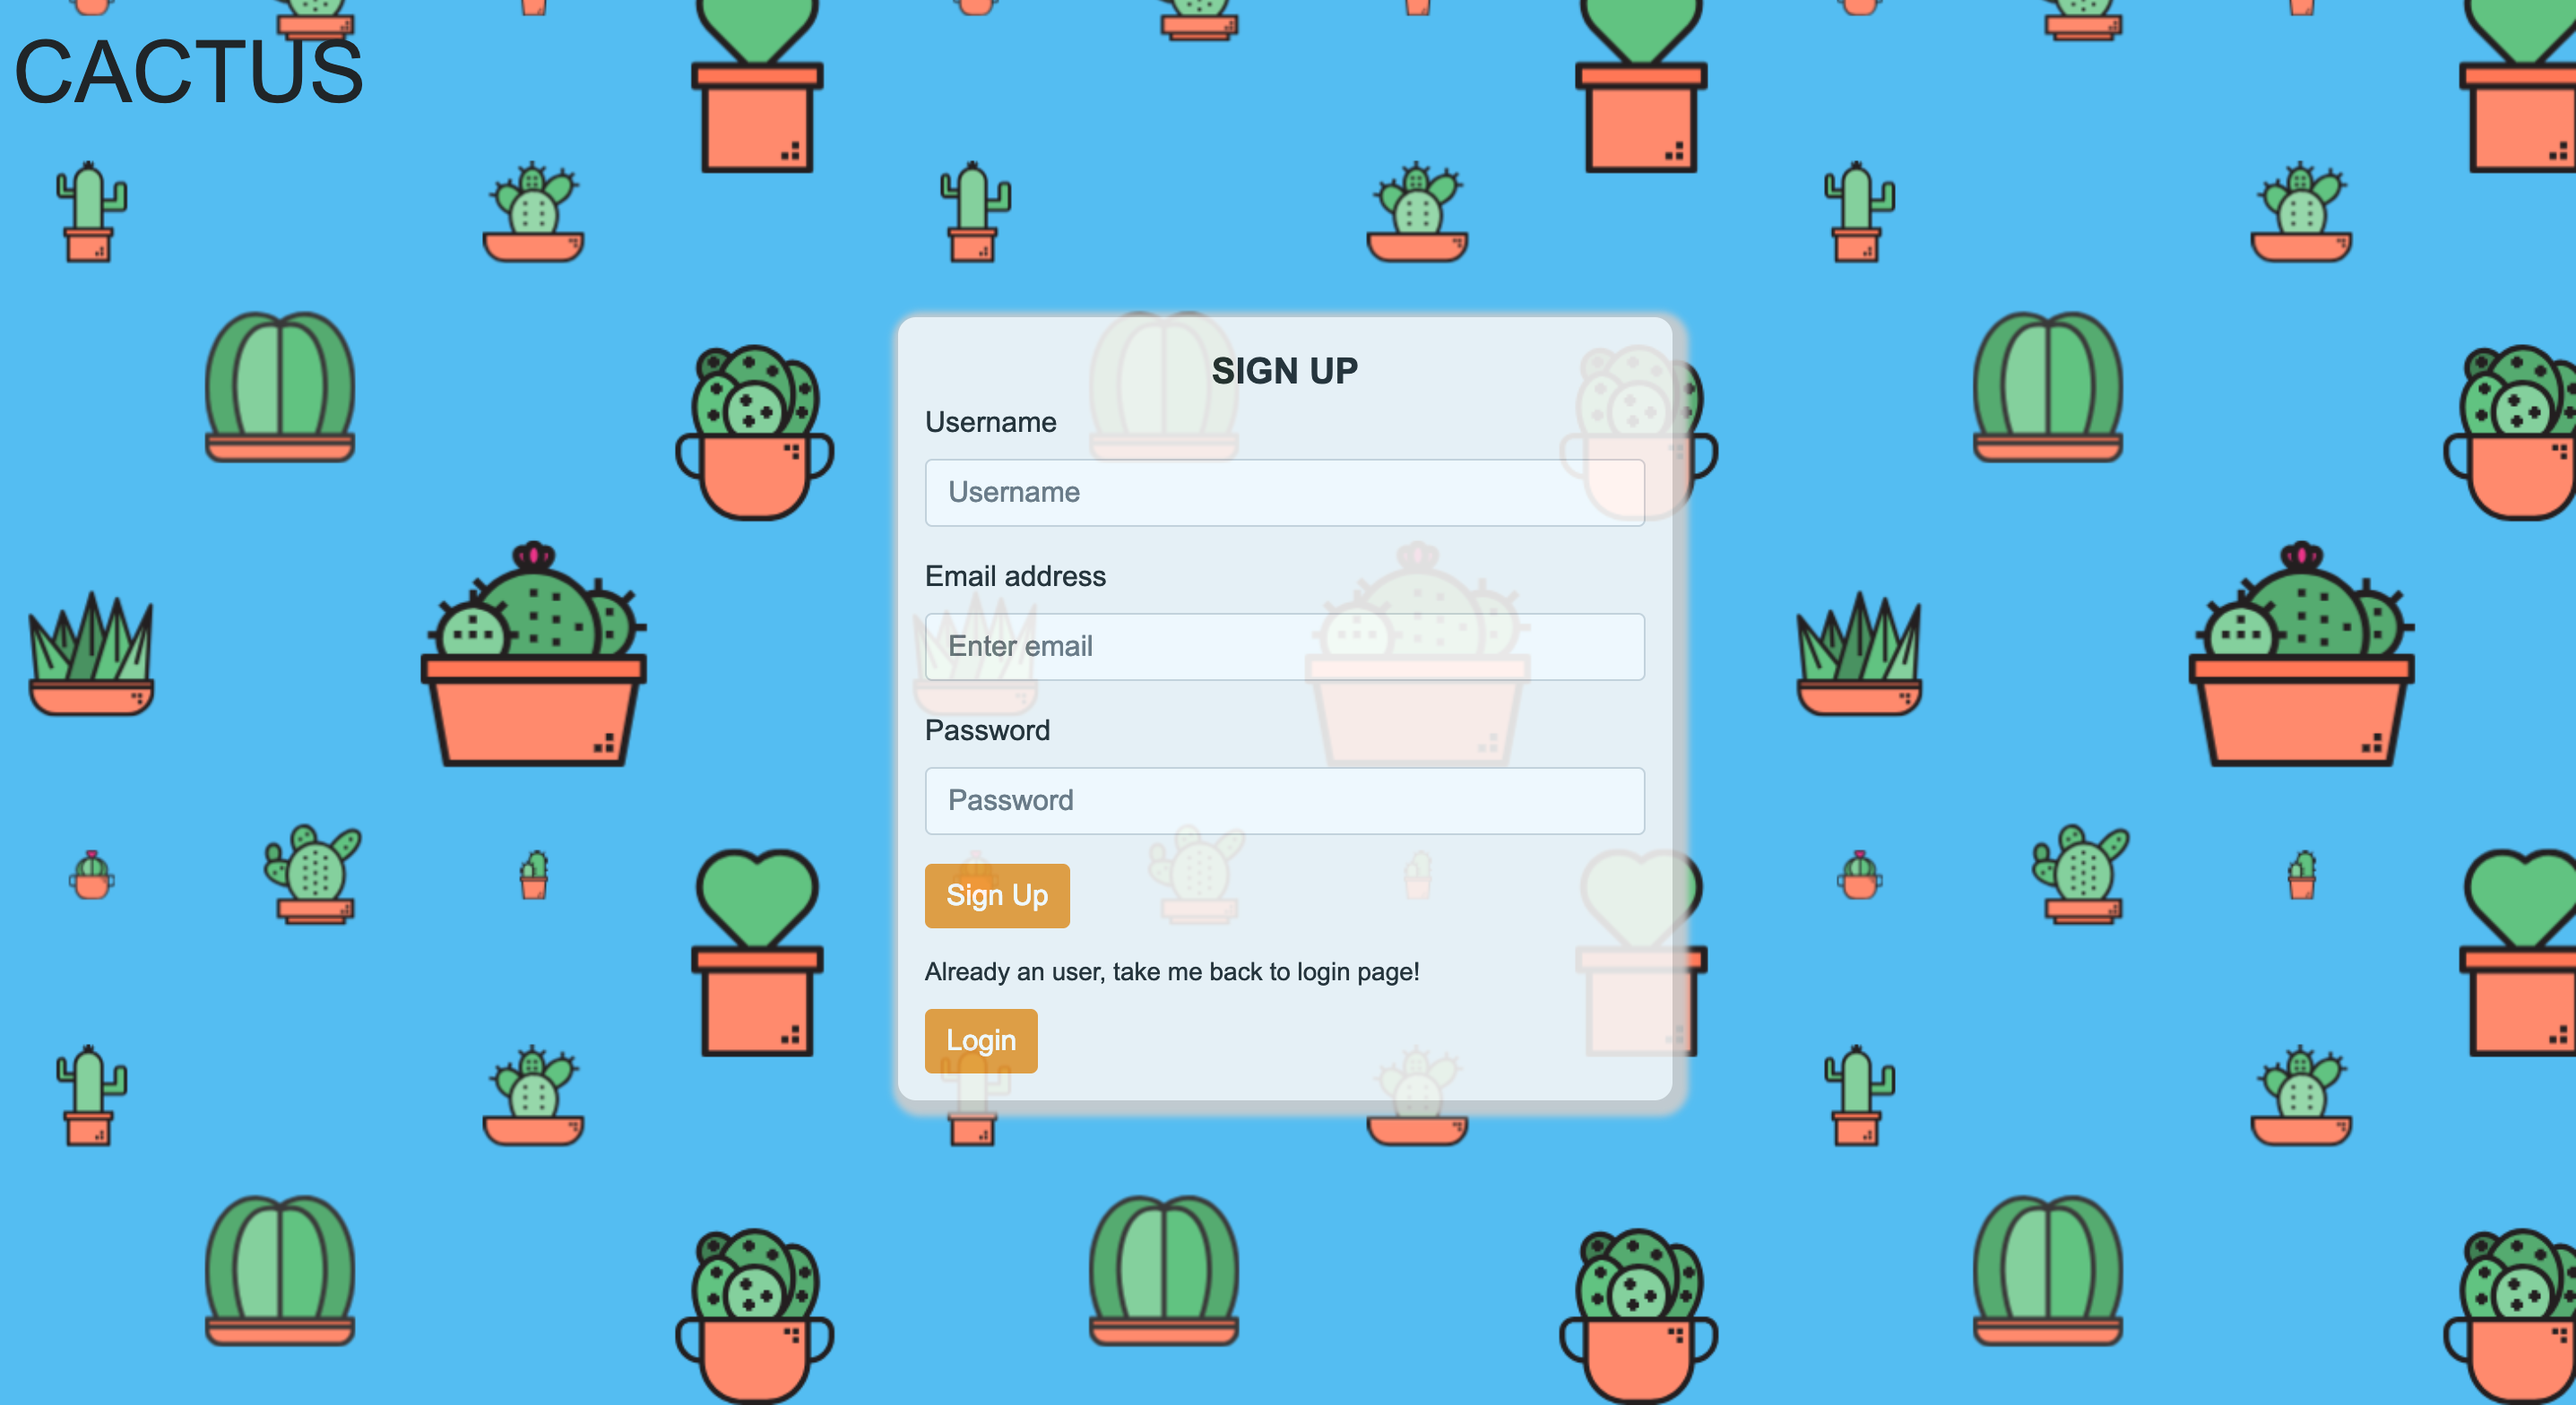 CACTUS
SIGN UP
Username
Username
Email address
Enter email
Password
Password
Sign Up
Already an user, take me back to login page!
Login